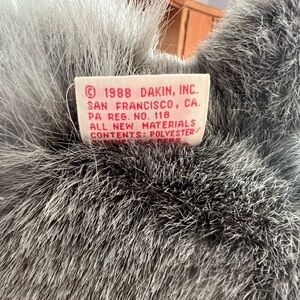 © 1988 DAKIN, INC.
SAN FRANCISCO, CA.
PA REG. NO. 118
ALL NEW MATERIALS
CONTENTS: POLYESTER/